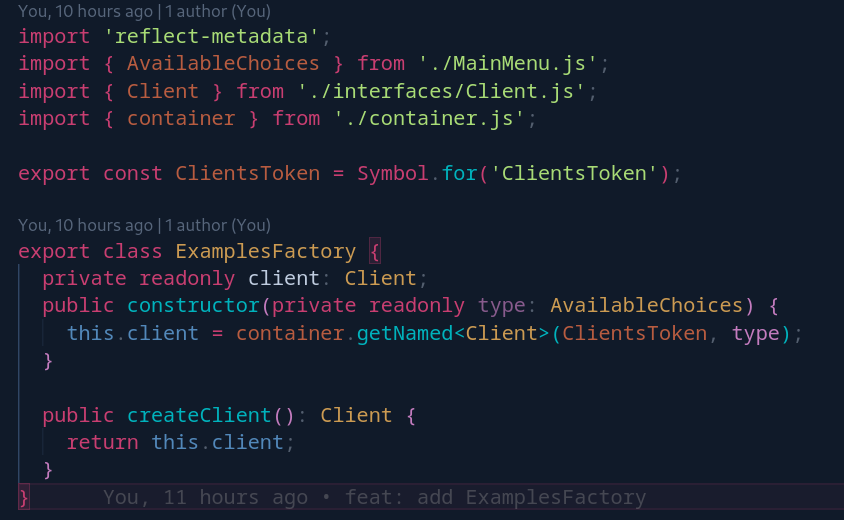 You, 10 hours ago | 1 author (You)
import 'reflect-metadata';
import { AvailableChoices } from './MainMenu.js';
import { Client } from './interfaces/Client.js';
import { container } from './container.js';
export const ClientsToken = Symbol.for('ClientsToken');
You, 10 hours ago | 1 author (You)
export class ExamplesFactory {
  private readonly client: Client;
  public constructor(private readonly type: AvailableChoices) {
    this.client = container.getNamed<Client>(ClientsToken, type);
  }
  public createClient(): Client {
    return this.client;
  }
} You, 11 hours ago • feat: add ExamplesFactory